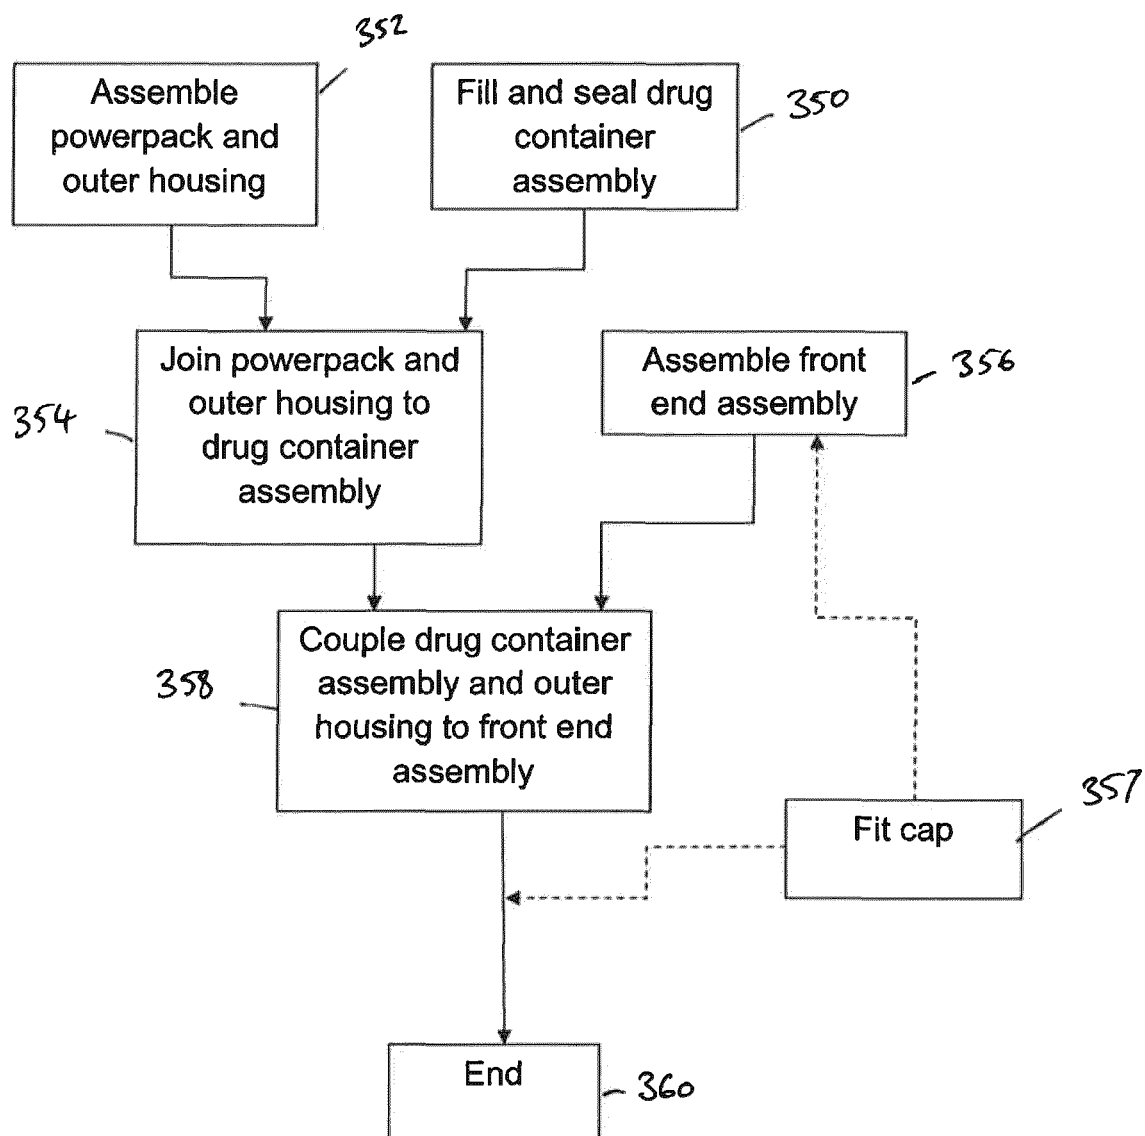 352
Assemble
powerpack and
outer housing
Fill and seal drug
container
assembly
350
Join powerpack and
outer housing to
drug container
assembly
354
Assemble front
end assembly
356
Couple drug container
assembly and outer
housing to front end
assembly
358
Fit cap
357
End
360